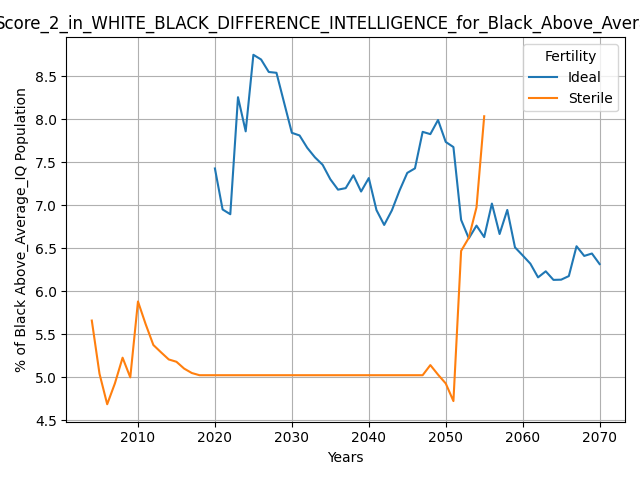 Score_2_in_WHITE_BLACK_DIFFERENCE_INTELLIGENCE_for_Black_Above_Aver
Fertility
Ideal
Sterile
% of Black Above_Average_IQ Population
8.5
8.0
7.5
7.0
6.5
6.0
5.5
5.0
4.5
2010 2020 2030 2040 2050 2060 2070
Years